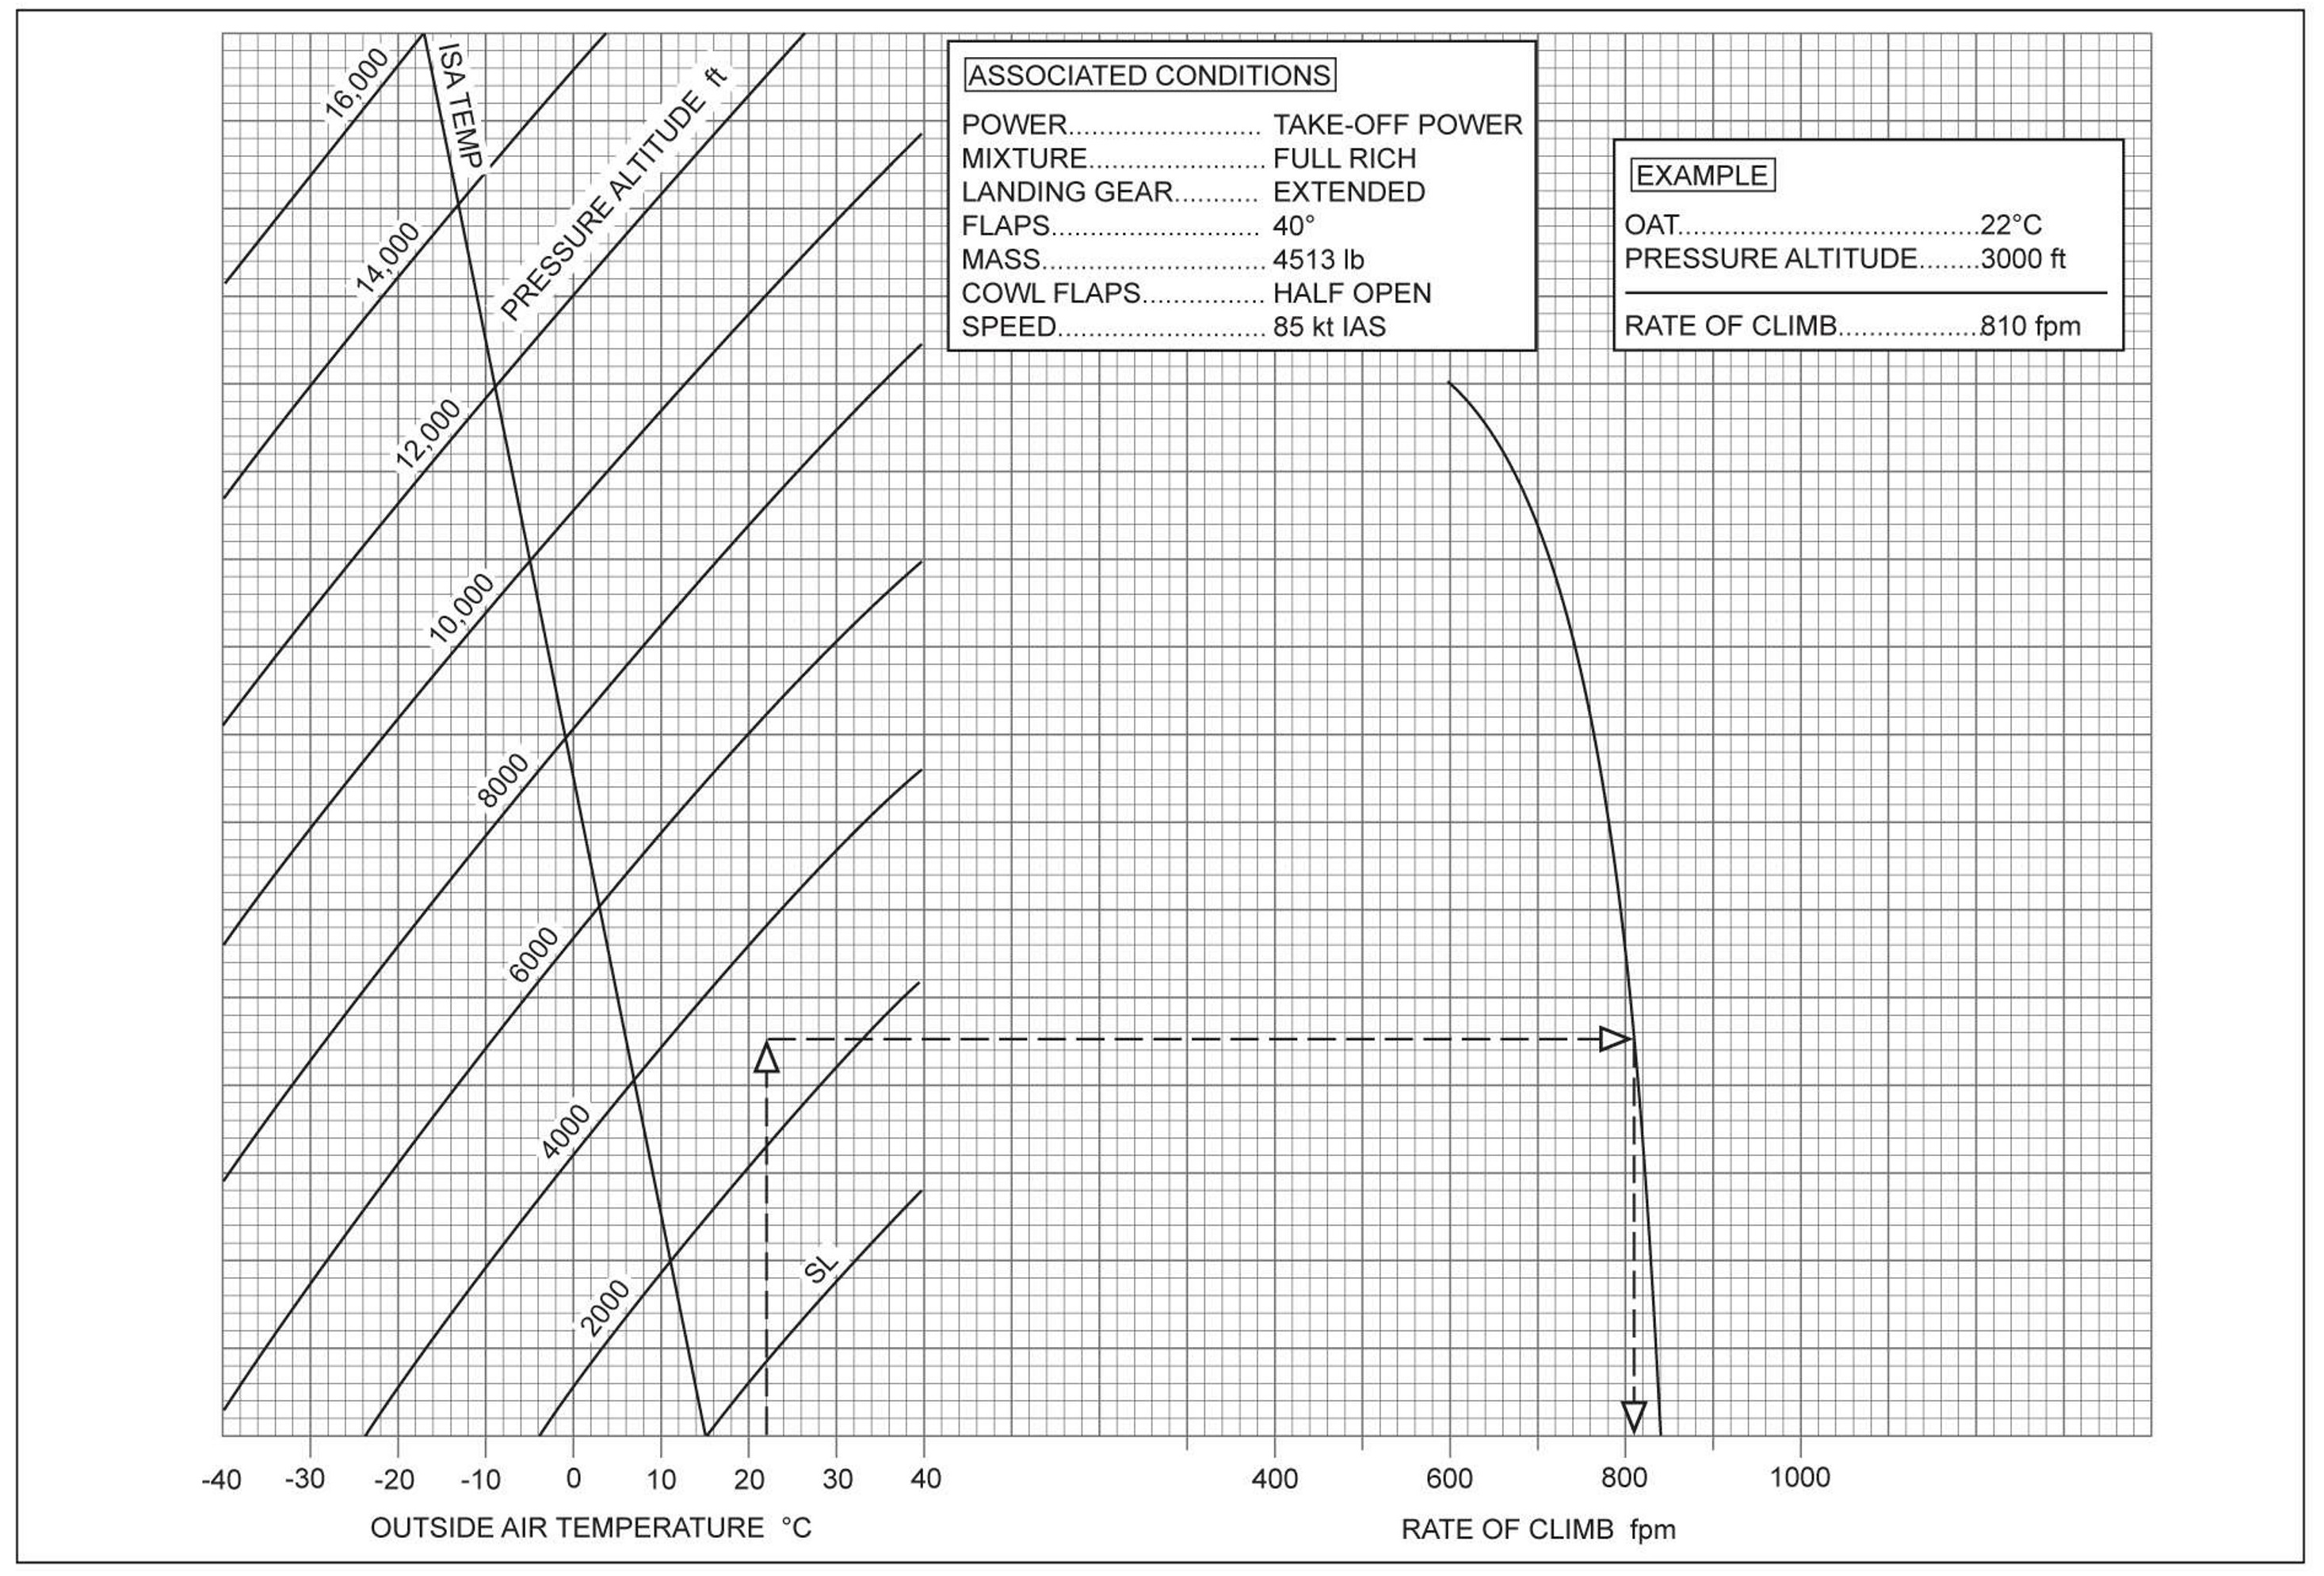 16,000
ISA TEMP
14,000
PRESSURE ALTITUDE ft
12,000
10,000
8000
6000
4000
2000
SL
ASSOCIATED CONDITIONS
POWER......................... TAKE-OFF POWER
MIXTURE....................... FULL RICH
LANDING GEAR........... EXTENDED
FLAPS........................... 40°
MASS............................. 4513 lb
COWL FLAPS................ HALF OPEN
SPEED........................... 85 kt IAS
EXAMPLE
OAT.......................................22°C
PRESSURE ALTITUDE........3000 ft
RATE OF CLIMB..................810 fpm
-40 -30 -20 -10 0 10 20 30 40 400 600 800 1000
OUTSIDE AIR TEMPERATURE °C
RATE OF CLIMB fpm